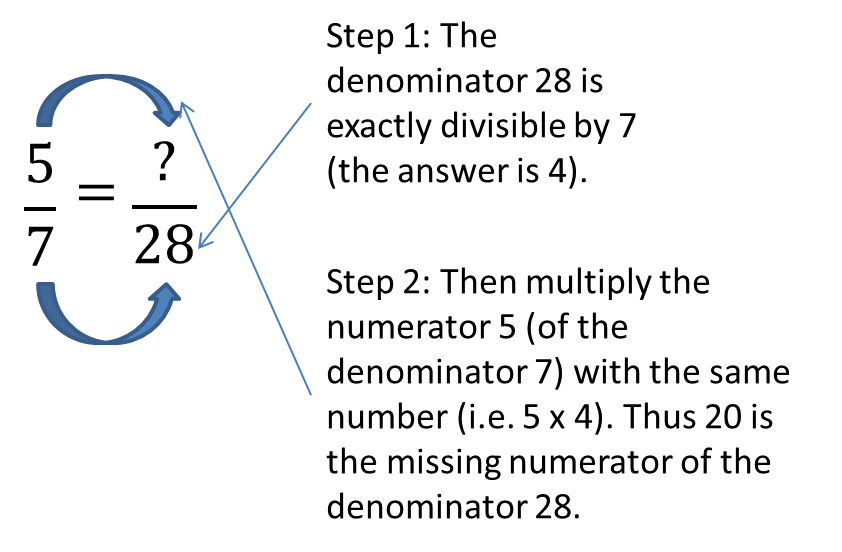 5/7 = ?/28
Step 1: The
denominator 28 is
exactly divisible by 7
(the answer is 4).
Step 2: Then multiply the
numerator 5 (of the
denominator 7) with the same
number (i.e. 5 x 4). Thus 20 is
the missing numerator of the
denominator 28.